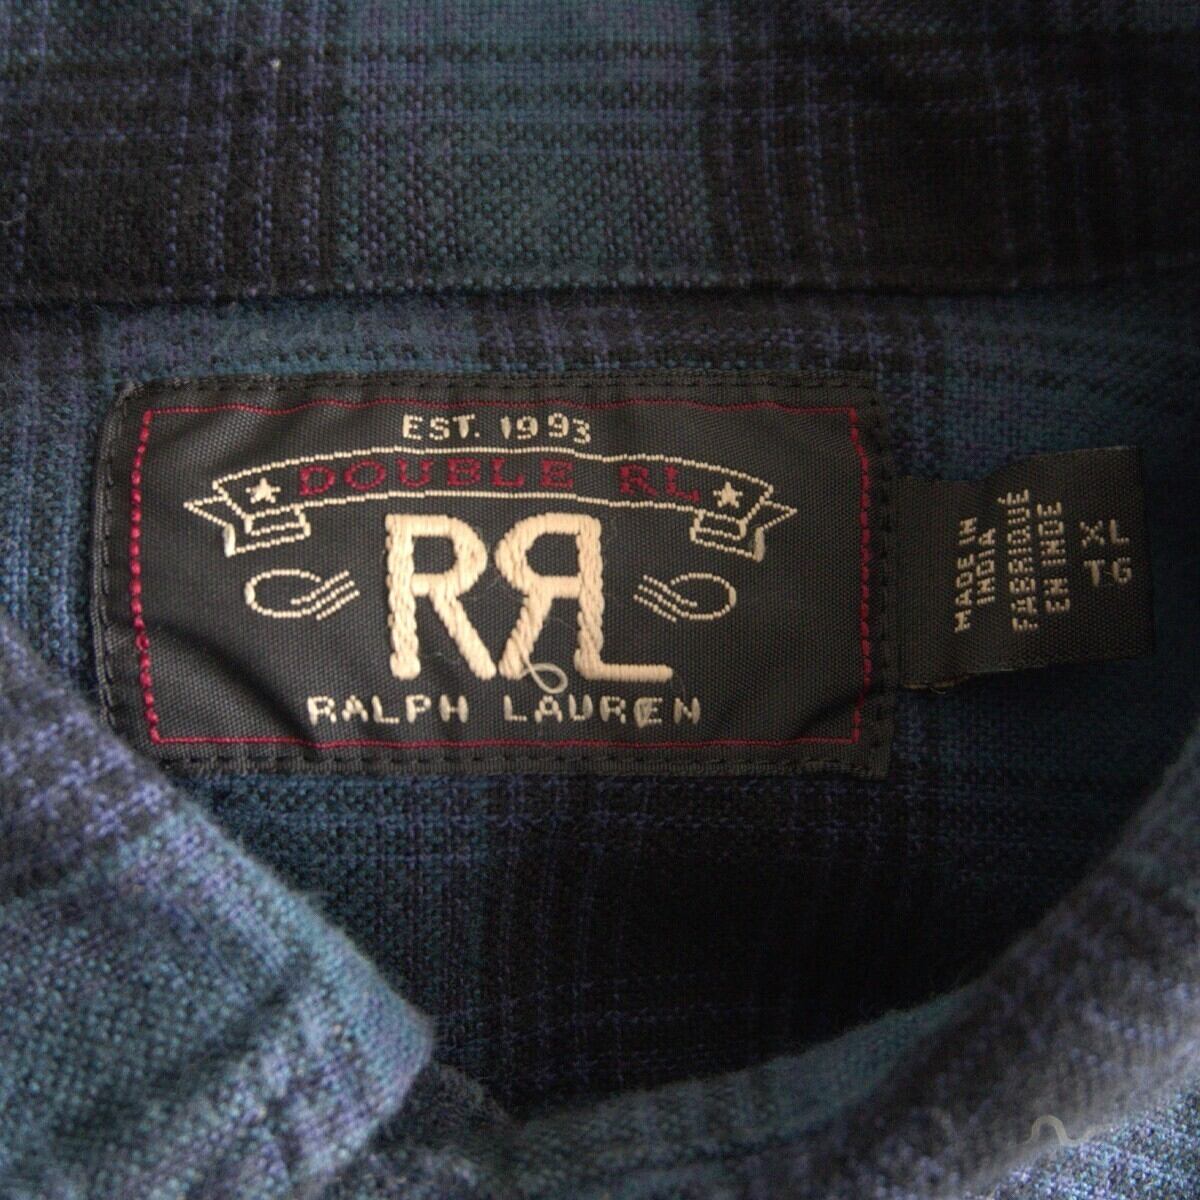 EST. 1993
DOUBLE RL
RRL
RALPH LAUREN
MADE IN
INDIA
FABRIQUÉ
EN INDE
XL
TG